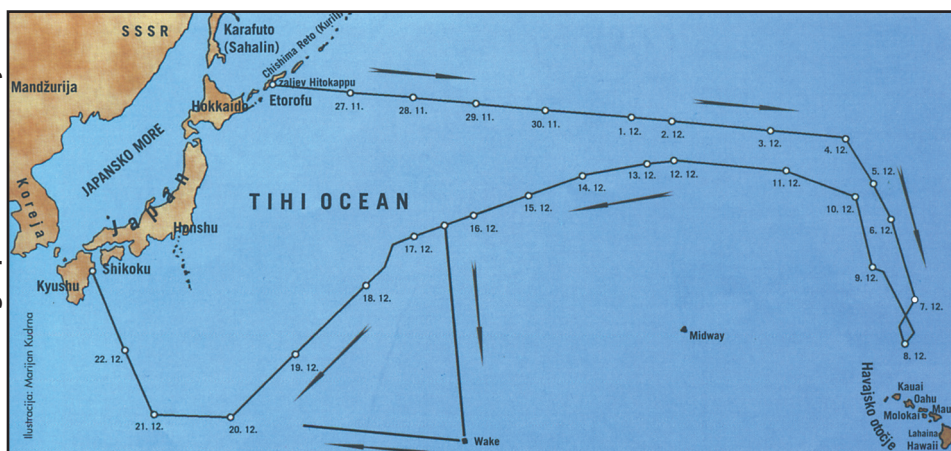 SSSR
Karafuto
(Sahalin)
Chishima Reto (Kurili)
Mandžurija
zaljev Hitokappu
Etorofu
Hokkaido
27. 11.
28. 11.
29. 11.
30. 11.
1. 12.
2. 12.
3. 12.
4. 12.
5. 12.
6. 12.
7. 12.
8. 12.
9. 12.
10. 12.
11. 12.
12. 12.
13. 12.
14. 12.
15. 12.
16. 12.
17. 12.
18. 12.
19. 12.
20. 12.
21. 12.
22. 12.
JAPANSKO MORE
Koreja
Japan
TIHI OCEAN
Honshu
Shikoku
Kyushu
Midway
Wake
Havajsko otočje
Kauai
Oahu
Molokai
Mau
Lahaina
Hawaii
Ilustracija: Marijan Kudrna